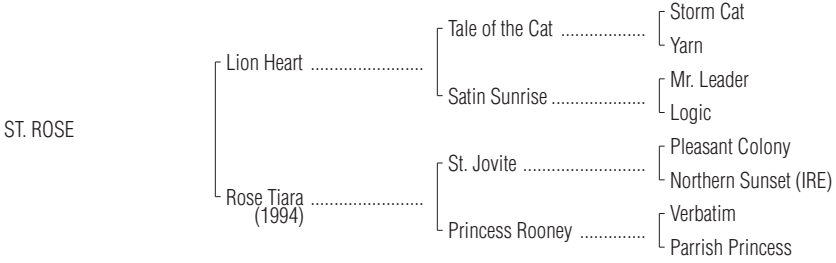 Storm Cat
Tale of the Cat ..................
Yarn
Lion Heart ........................
Mr. Leader
Satin Sunrise ....................
Logic
ST. ROSE
Pleasant Colony
St. Jovite ..........................
Northern Sunset (IRE)
Rose Tiara ........................
(1994)
Verbatim
Princess Rooney ..............
Parrish Princess